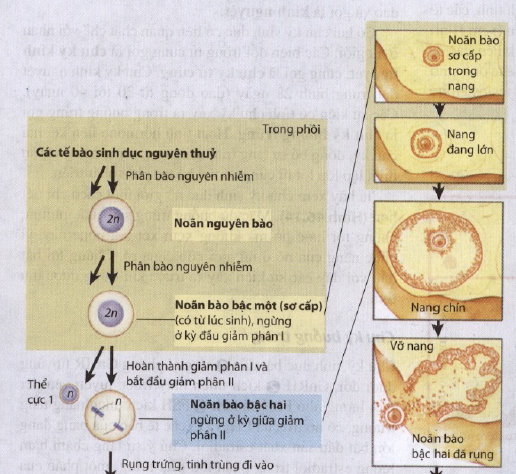 Trong phôi
Các tế bào sinh dục nguyên thuỷ
Phân bào nguyên nhiễm
2n
Noãn nguyên bào
Phân bào nguyên nhiễm
2n
Noãn bào bậc một (sơ cấp)
(có từ lúc sinh), ngừng
ở kỳ đầu giảm phân I
Hoàn thành giảm phân I và
bắt đầu giảm phân II
Thể
cực 1
n
n
Noãn bào bậc hai
ngừng ở kỳ giữa giảm
phân II
Rụng trứng, tinh trùng đi vào
Noãn bào
sơ cấp
trong
nang
Nang
đang lớn
Nang chín
Vỡ nang
Noãn bào
bậc hai đã rụng